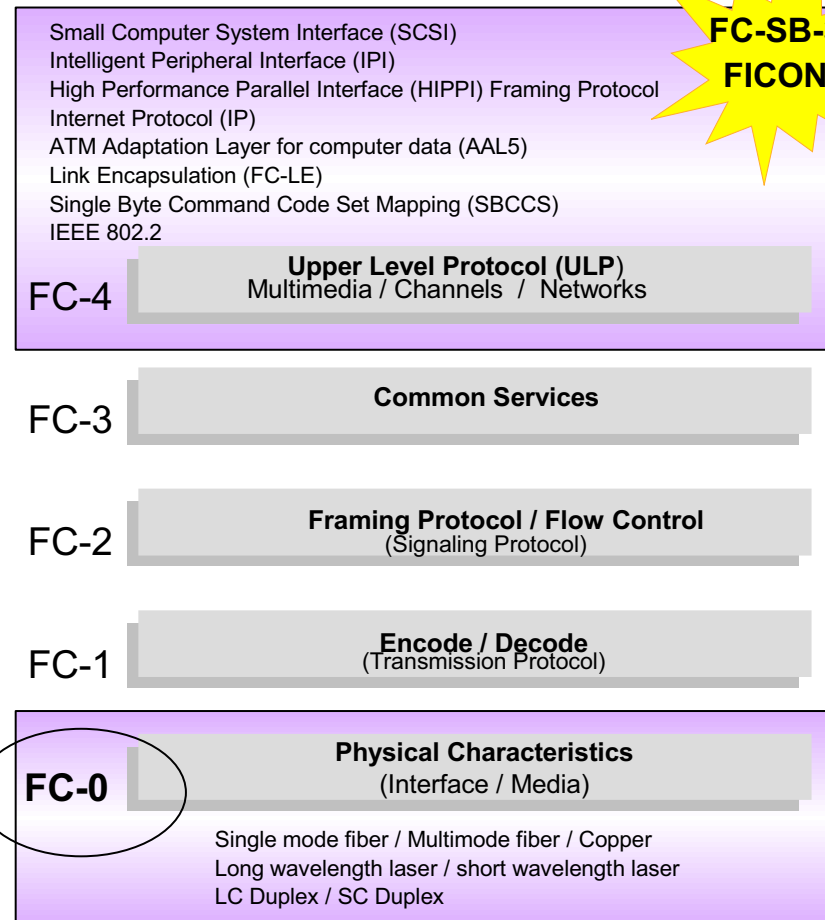 Small Computer System Interface (SCSI)
Intelligent Peripheral Interface (IPI)
High Performance Parallel Interface (HIPPI) Framing Protocol
Internet Protocol (IP)
ATM Adaptation Layer for computer data (AAL5)
Link Encapsulation (FC-LE)
Single Byte Command Code Set Mapping (SBCCS)
IEEE 802.2
FC-SB-
FICON
FC-4
Upper Level Protocol (ULP)
Multimedia / Channels / Networks
FC-3
Common Services
FC-2
Framing Protocol / Flow Control
(Signaling Protocol)
FC-1
Encode / Decode
(Transmission Protocol)
FC-0
Physical Characteristics
(Interface / Media)
Single mode fiber / Multimode fiber / Copper
Long wavelength laser / short wavelength laser
LC Duplex / SC Duplex